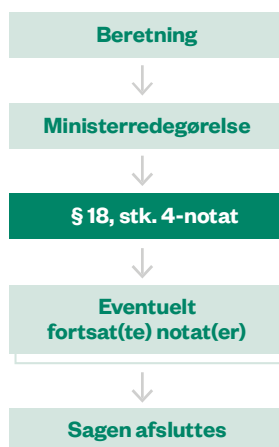 Beretning
Ministerredegørelse
§ 18, stk. 4-notat
Eventuelt
fortsat(te) notat(er)
Sagen afsluttes